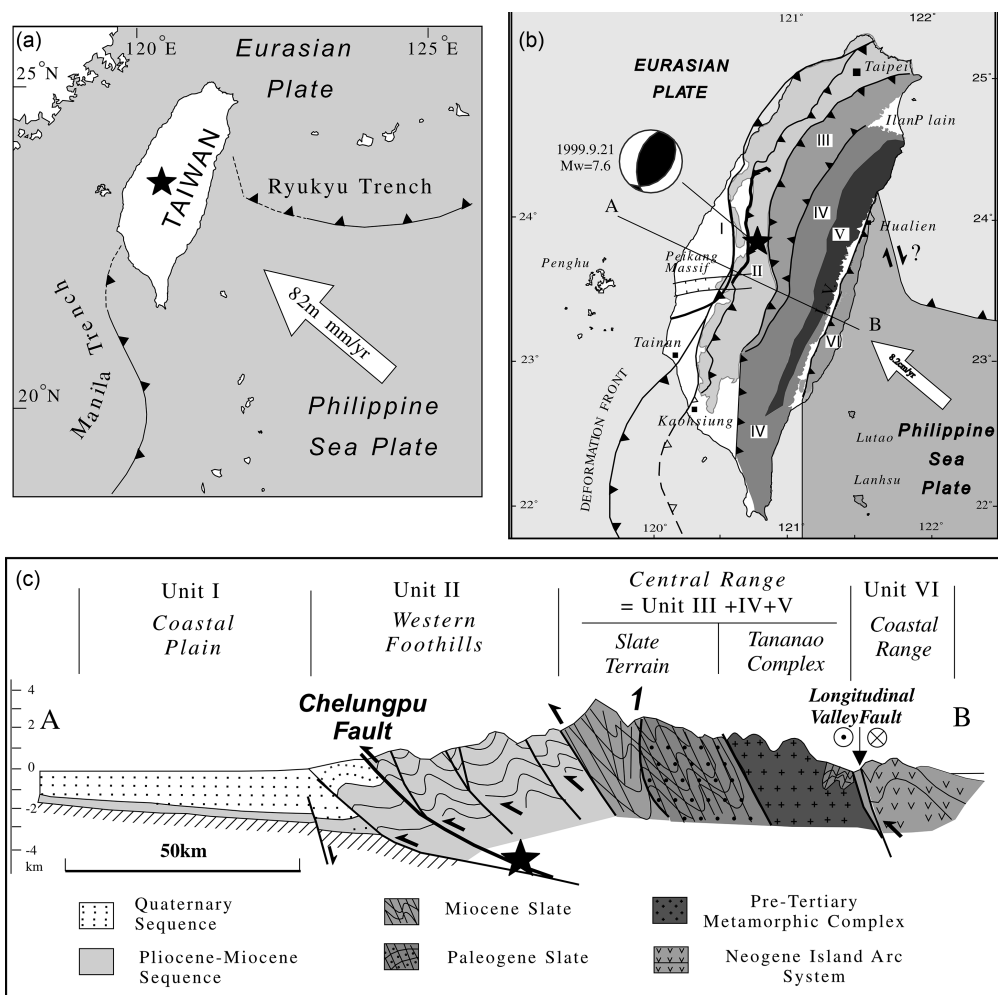 (a)
120°E
125°E
Eurasian
Plate
25°N
TAIWAN
Ryukyu Trench
Manila Trench
82m mm/yr
20°N
Philippine
Sea Plate
(b)
121°
122°
EURASIAN
PLATE
Taipei
25°
IlanP lain
1999.9.21
Mw=7.6
III
A
24°
24°
I
IV
V
Hualien
?
Penghu
Peikang
Massif
II
B
VI
Tainan
23°
23°
8.2cm/yr
DEFORMATION FRONT
Kaohsiung
IV
Lutao
Philippine
Sea
Plate
Lanhsu
22°
22°
120°
121°
122°
(c)
Unit I
Coastal
Plain
Unit II
Western
Foothills
Central Range
= Unit III +IV+V
Slate
Terrain
Tananao
Complex
Unit VI
Coastal
Range
4
2
0
-2
-4
km
A
Chelungpu
Fault
Longitudinal
ValleyFault
B
50km
Quaternary
Sequence
Pliocene-Miocene
Sequence
Miocene Slate
Paleogene Slate
Pre-Tertiary
Metamorphic Complex
Neogene Island Arc
System